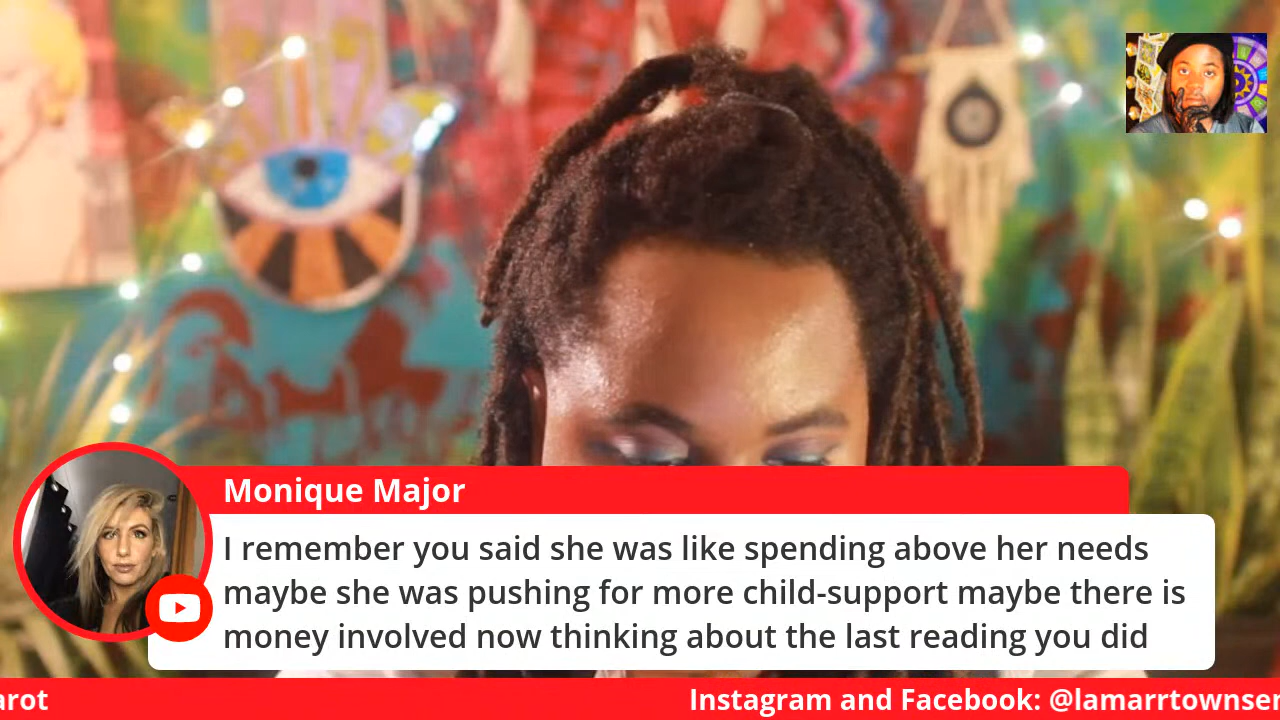 Monique Major
I remember you said she was like spending above her needs
maybe she was pushing for more child-support maybe there is
money involved now thinking about the last reading you did
arot Instagram and Facebook: @lamarrtownsen